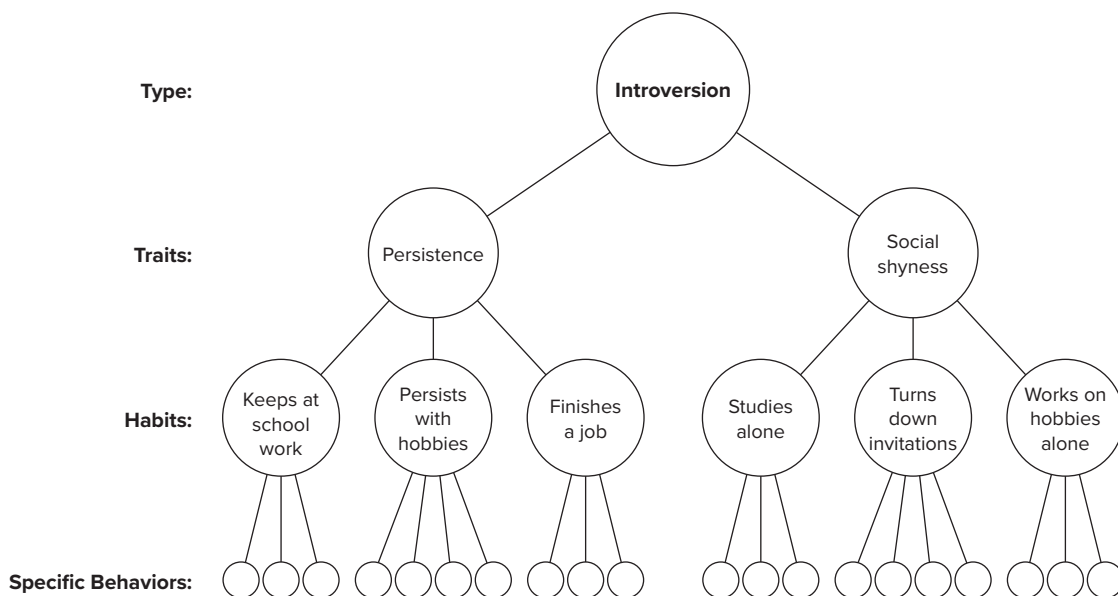 Type:
Introversion
Traits:
Persistence
Social
shyness
Habits:
Keeps at
school
work
Persists
with
hobbies
Finishes
a job
Studies
alone
Turns
down
invitations
Works on
hobbies
alone
Specific Behaviors: